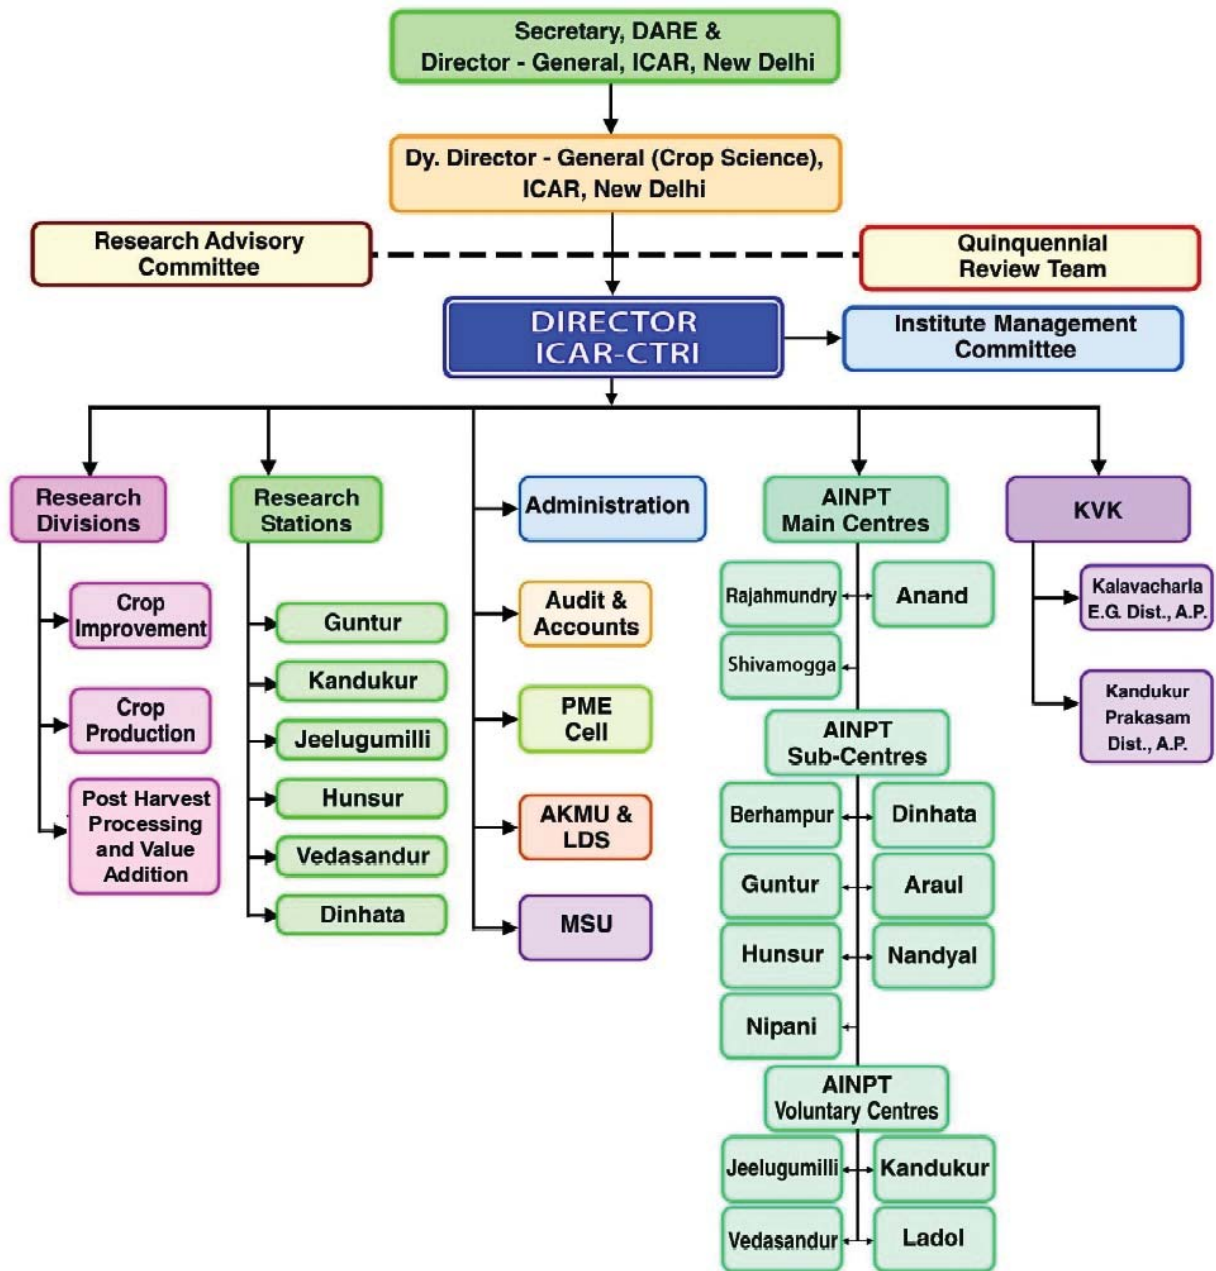 Secretary, DARE &
Director - General, ICAR, New Delhi
Dy. Director - General (Crop Science),
ICAR, New Delhi
Research Advisory
Committee
Quinquennial
Review Team
DIRECTOR
ICAR-CTRI
Institute Management
Committee
Research
Divisions
Crop
Improvement
Crop
Production
Post Harvest
Processing
and Value
Addition
Research
Stations
Guntur
Kandukur
Jeelugumilli
Hunsur
Vedasandur
Dinhata
Administration
Audit &
Accounts
PME
Cell
AKMU &
LDS
MSU
AINPT
Main Centres
Rajahmundry
Anand
Shivamogga
AINPT
Sub-Centres
Berhampur
Dinhata
Guntur
Araul
Hunsur
Nandyal
Nipani
AINPT
Voluntary Centres
Jeelugumilli
Kandukur
Vedasandur
Ladol
KVK
Kalavacharla
E.G. Dist., A.P.
Kandukur
Prakasam
Dist., A.P.